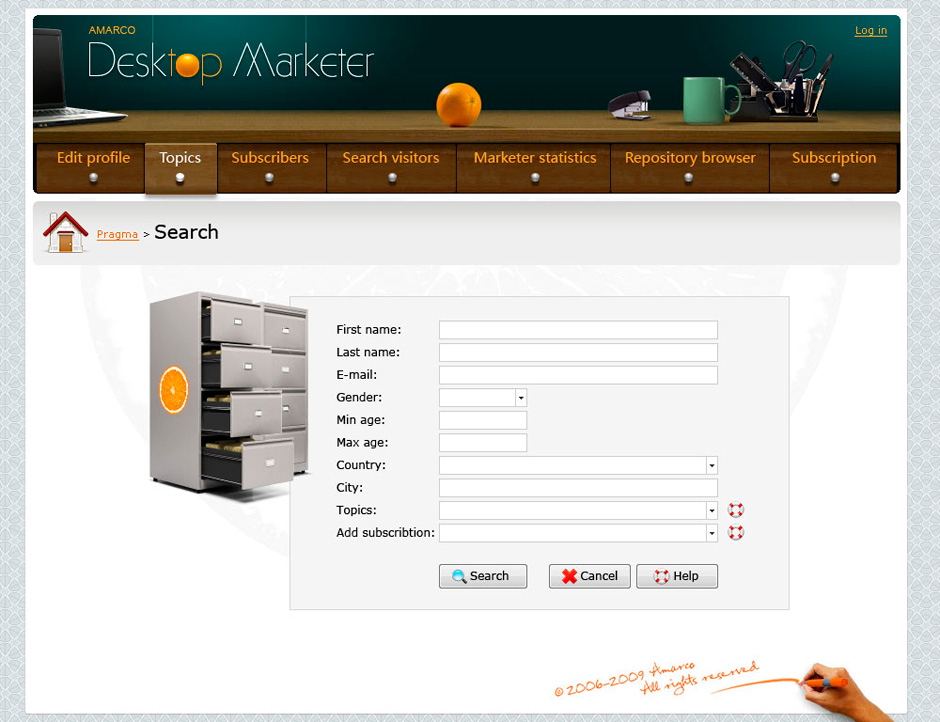 AMARCO
Log in
Desktop Marketer
Edit profile
Topics
Subscribers
Search visitors
Marketer statistics
Repository browser
Subscription
Pragma > Search
First name:
Last name:
E-mail:
Gender:
Min age:
Max age:
Country:
City:
Topics:
Add subscribtion:
Search
Cancel
Help
©2006-2009 Amarco
All rights reserved